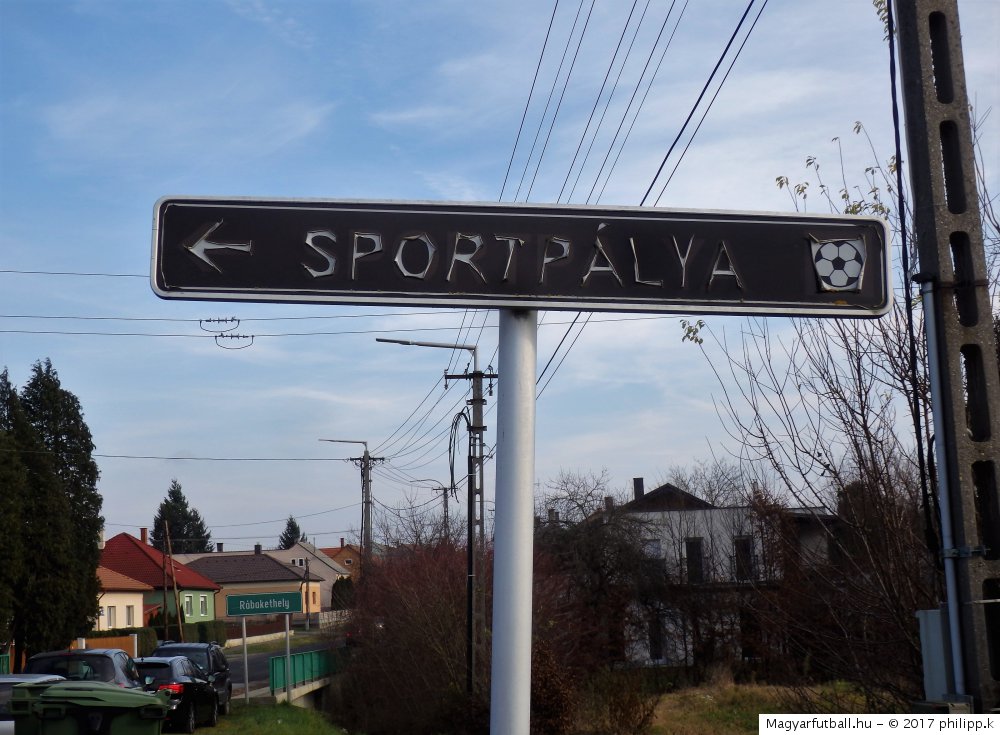 SPORTPÁLYA
Rábakethely
Magyarfutball.hu – © 2017 philipp.k